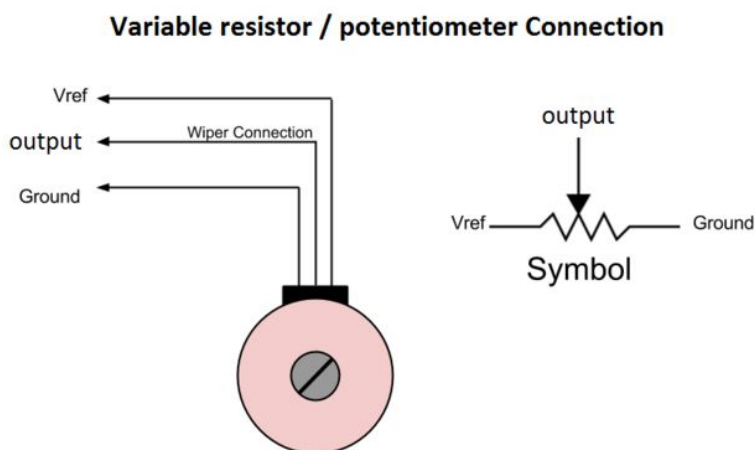 Variable resistor / potentiometer Connection
Vref
output
Wiper Connection
Ground
output
Vref
Ground
Symbol